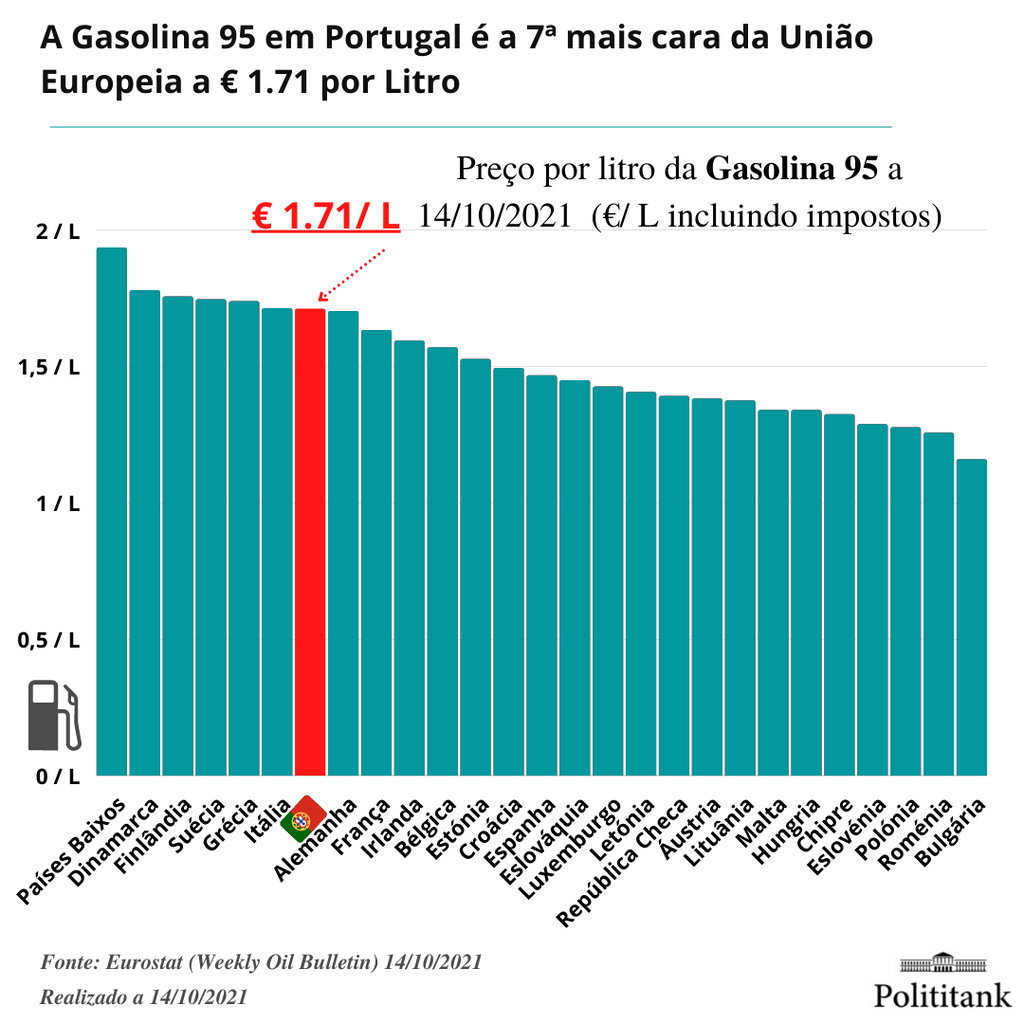 A Gasolina 95 em Portugal é a 7ª mais cara da União
Europeia a € 1.71 por Litro
Preço por litro da Gasolina 95 a
14/10/2021 (€/ L incluindo impostos)
€ 1.71/ L
2 / L
1,5 / L
1 / L
0,5 / L
0 / L
Países Baixos
Dinamarca
Finlândia
Suécia
Grécia
Itália
Alemanha
França
Irlanda
Bélgica
Estónia
Croácia
Espanha
Eslováquia
Luxemburgo
Letónia
República Checa
Áustria
Lituânia
Malta
Hungria
Chipre
Eslovénia
Polónia
Roménia
Bulgária
Fonte: Eurostat (Weekly Oil Bulletin) 14/10/2021
Realizado a 14/10/2021
Polititank